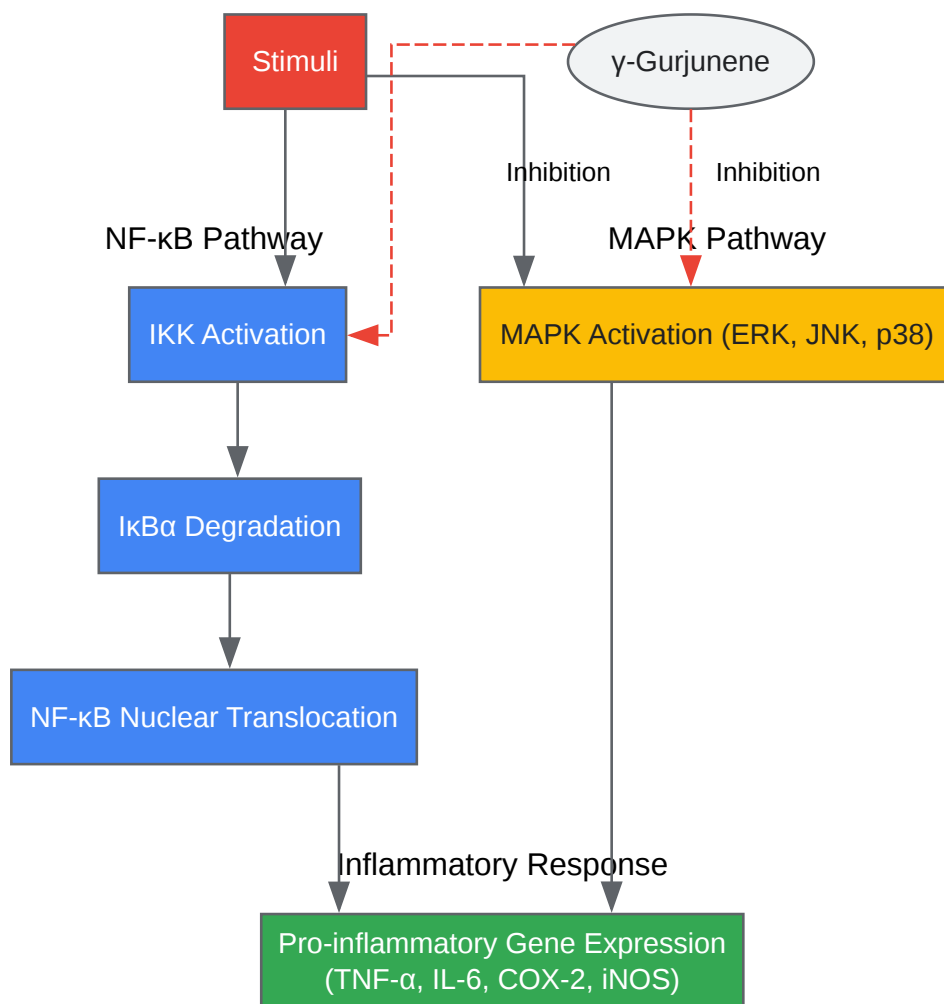 Stimuli
γ-Gurjunene
Inhibition
Inhibition
NF-κB Pathway
MAPK Pathway
IKK Activation
MAPK Activation (ERK, JNK, p38)
IκBα Degradation
NF-κB Nuclear Translocation
Inflammatory Response
Pro-inflammatory Gene Expression
(TNF-α, IL-6, COX-2, iNOS)